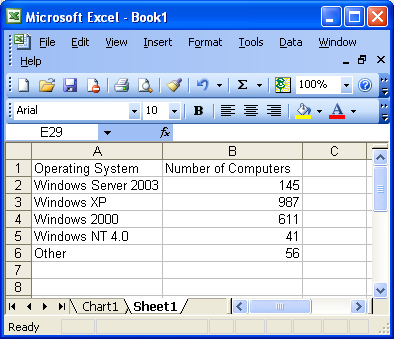 Microsoft Excel - Book1
File Edit View Insert Format Tools Data Window
Help
Σ 100%
Arial 10 B A
E29 fx
A B C
1 Operating System Number of Computers
2 Windows Server 2003 145
3 Windows XP 987
4 Windows 2000 611
5 Windows NT 4.0 41
6 Other 56
7
8
Chart1 Sheet1
Ready